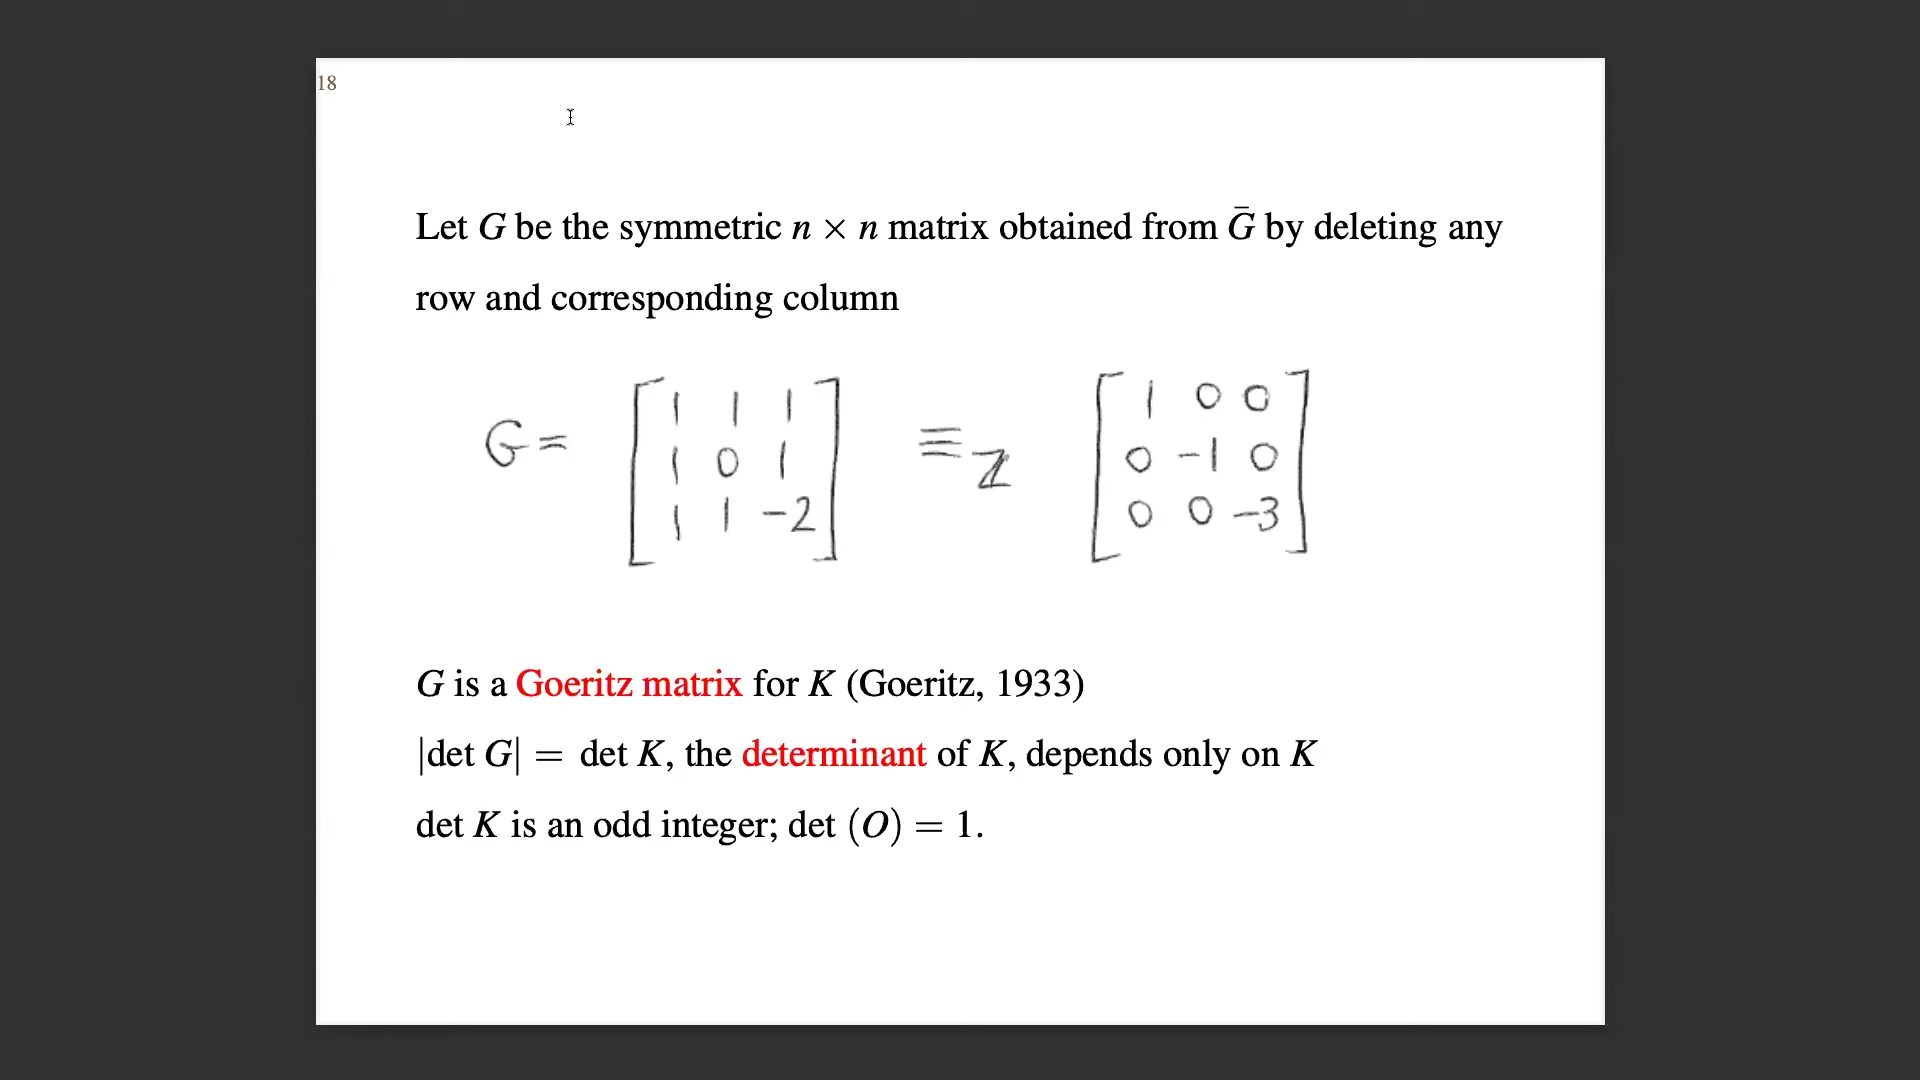 18
Let G be the symmetric n × n matrix obtained from Ḡ by deleting any
row and corresponding column
G = [ 1 1 1 ≡ℤ [ 1 0 0
1 0 1 0 -1 0
1 1 -2 ] 0 0 -3 ]
G is a Goeritz matrix for K (Goeritz, 1933)
|det G| = det K, the determinant of K, depends only on K
det K is an odd integer; det (O) = 1.